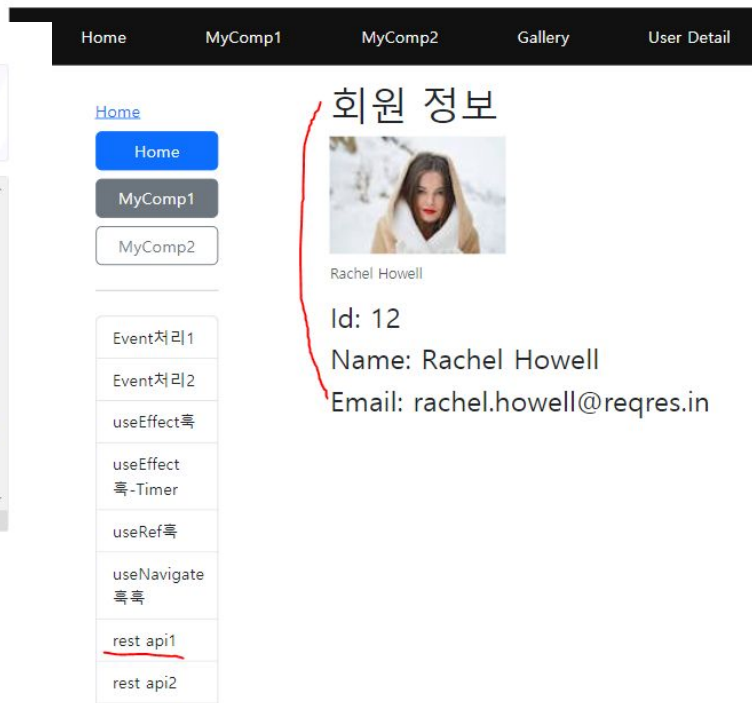 Home MyComp1 MyComp2 Gallery User Detail
Home
Home
MyComp1
MyComp2
Event처리1
Event처리2
useEffect훅
useEffect
훅-Timer
useRef훅
useNavigate
훅훅
rest api1
rest api2
회원 정보
Rachel Howell
Id: 12
Name: Rachel Howell
Email: rachel.howell@reqres.in